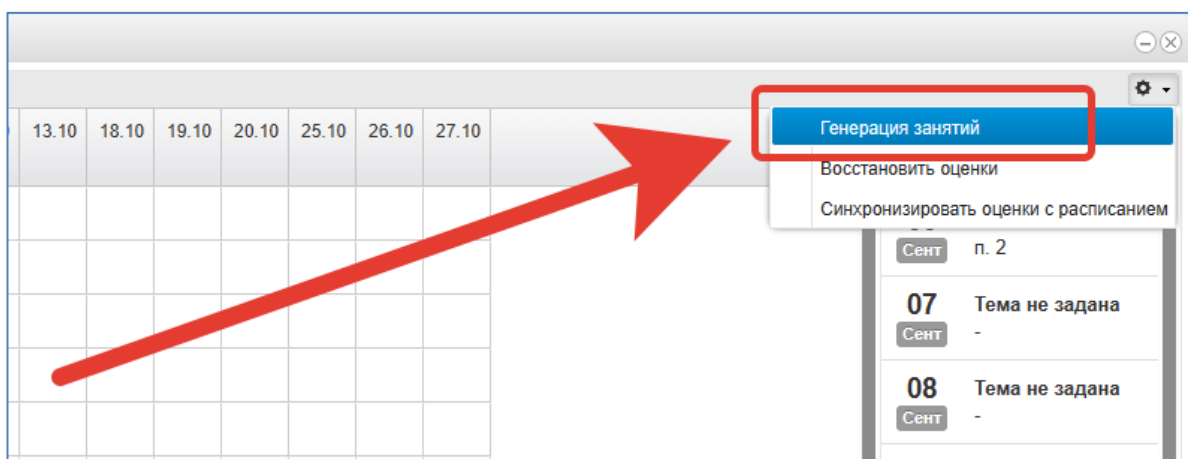 13.10 18.10 19.10 20.10 25.10 26.10 27.10
Генерация занятий
Восстановить оценки
Синхронизировать оценки с расписанием
Сент п. 2
07 Тема не задана
Сент -
08 Тема не задана
Сент -